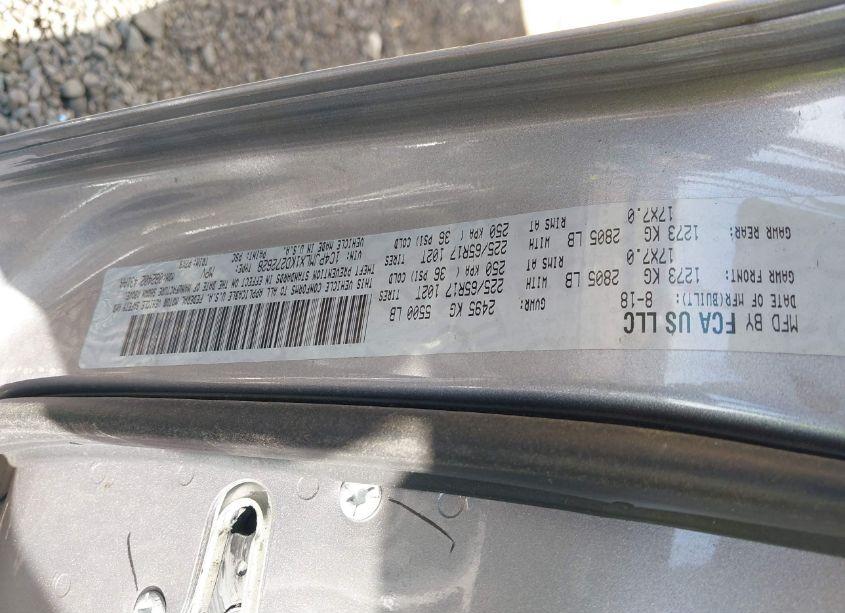 MFD BY FCA US LLC
DATE OF MFR(BUILT): 8-18
GVWR: 2495 KG 5500 LB
GAWR FRONT: WITH TIRES RIMS AT
1273 KG 2805 LB 225/65R17 102T 250 KPA ( 36 PSI) COLD
17X7.0
GAWR REAR: WITH TIRES RIMS AT
1273 KG 2805 LB 225/65R17 102T 250 KPA ( 36 PSI) COLD
17X7.0
THIS VEHICLE CONFORMS TO ALL APPLICABLE U.S.A. FEDERAL MOTOR VEHICLE SAFETY AND
THEFT PREVENTION STANDARDS IN EFFECT ON THE DATE OF MANUFACTURE SHOWN ABOVE
TYPE: MPV
VEHICLE MADE IN U.S.A. PAINT: PSC